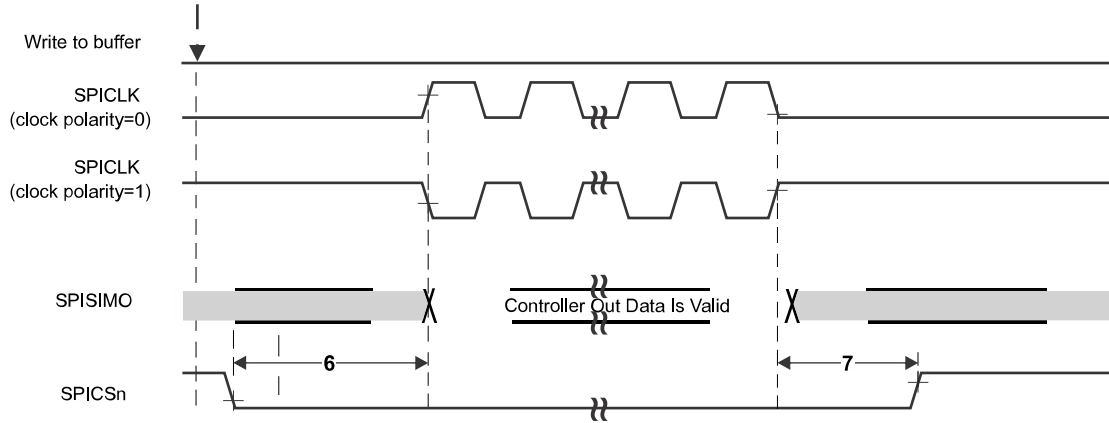 Write to buffer
SPICLK
(clock polarity=0)
SPICLK
(clock polarity=1)
SPISIMO
Controller Out Data Is Valid
6
7
SPICSn